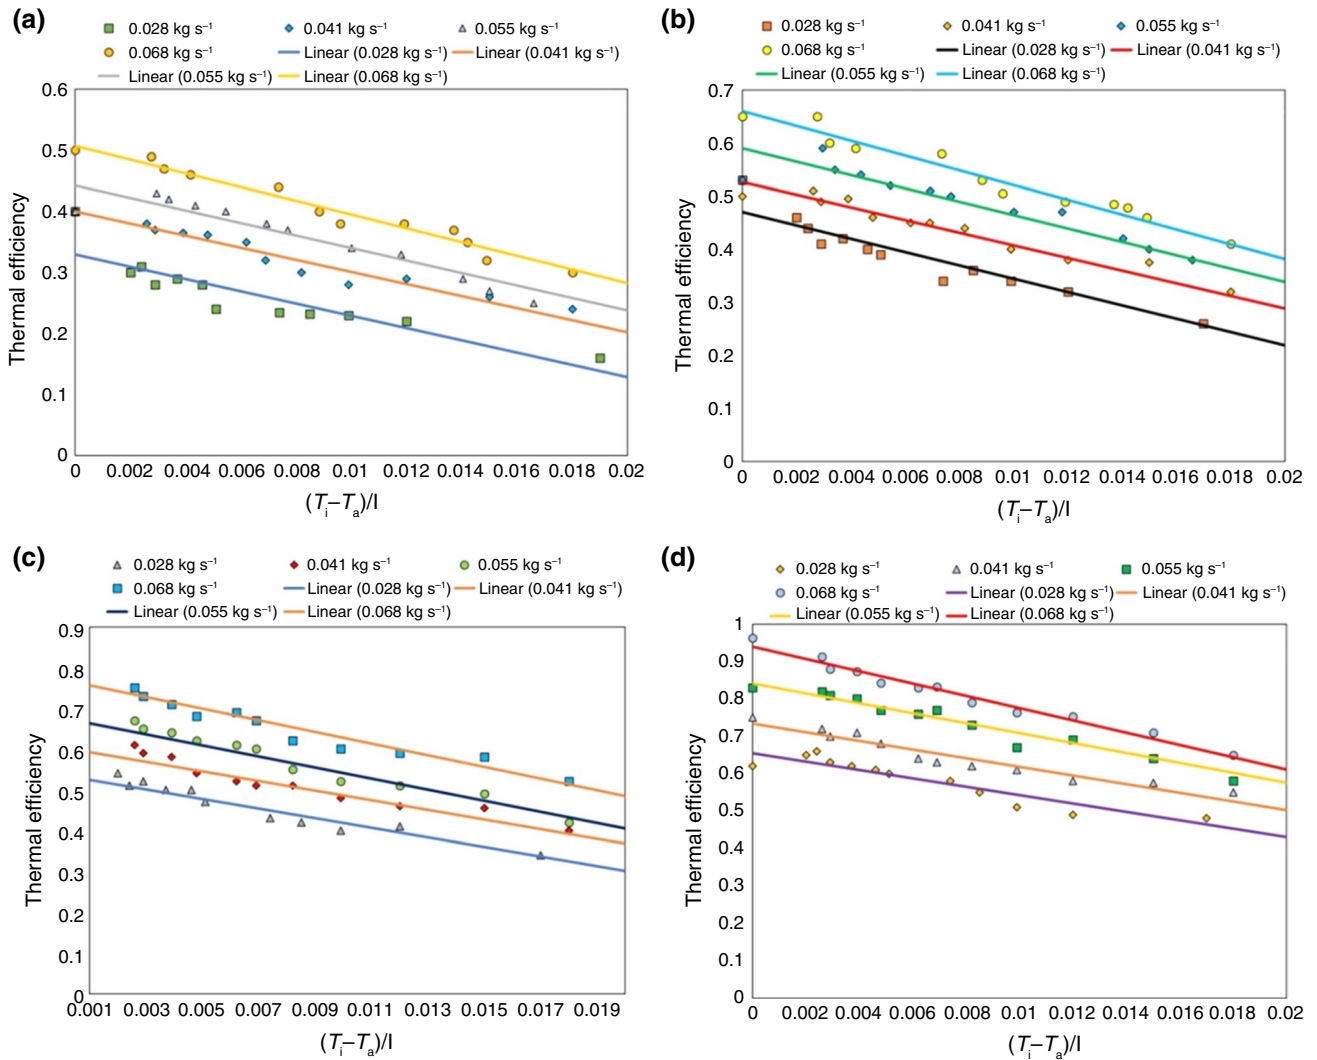 (a)
0.028 kg s⁻¹ 0.041 kg s⁻¹ 0.055 kg s⁻¹
0.068 kg s⁻¹ Linear (0.028 kg s⁻¹) Linear (0.041 kg s⁻¹)
Linear (0.055 kg s⁻¹) Linear (0.068 kg s⁻¹)
0.6
0.5
0.4
0.3
0.2
0.1
0
Thermal efficiency
0 0.002 0.004 0.006 0.008 0.01 0.012 0.014 0.016 0.018 0.02
(Tᵢ–Tₐ)/I
(b)
0.028 kg s⁻¹ 0.041 kg s⁻¹ 0.055 kg s⁻¹
0.068 kg s⁻¹ Linear (0.028 kg s⁻¹) Linear (0.041 kg s⁻¹)
Linear (0.055 kg s⁻¹) Linear (0.068 kg s⁻¹)
0.7
0.6
0.5
0.4
0.3
0.2
0.1
0
Thermal efficiency
0 0.002 0.004 0.006 0.008 0.01 0.012 0.014 0.016 0.018 0.02
(Tᵢ–Tₐ)/I
(c)
0.028 kg s⁻¹ 0.041 kg s⁻¹ 0.055 kg s⁻¹
0.068 kg s⁻¹ Linear (0.028 kg s⁻¹) Linear (0.041 kg s⁻¹)
Linear (0.055 kg s⁻¹) Linear (0.068 kg s⁻¹)
0.9
0.8
0.7
0.6
0.5
0.4
0.3
0.2
0.1
0
Thermal efficiency
0.001 0.003 0.005 0.007 0.009 0.011 0.013 0.015 0.017 0.019
(Tᵢ–Tₐ)/I
(d)
0.028 kg s⁻¹ 0.041 kg s⁻¹ 0.055 kg s⁻¹
0.068 kg s⁻¹ Linear (0.028 kg s⁻¹) Linear (0.041 kg s⁻¹)
Linear (0.055 kg s⁻¹) Linear (0.068 kg s⁻¹)
1
0.9
0.8
0.7
0.6
0.5
0.4
0.3
0.2
0.1
0
Thermal efficiency
0 0.002 0.004 0.006 0.008 0.01 0.012 0.014 0.016 0.018 0.02
(Tᵢ–Tₐ)/I